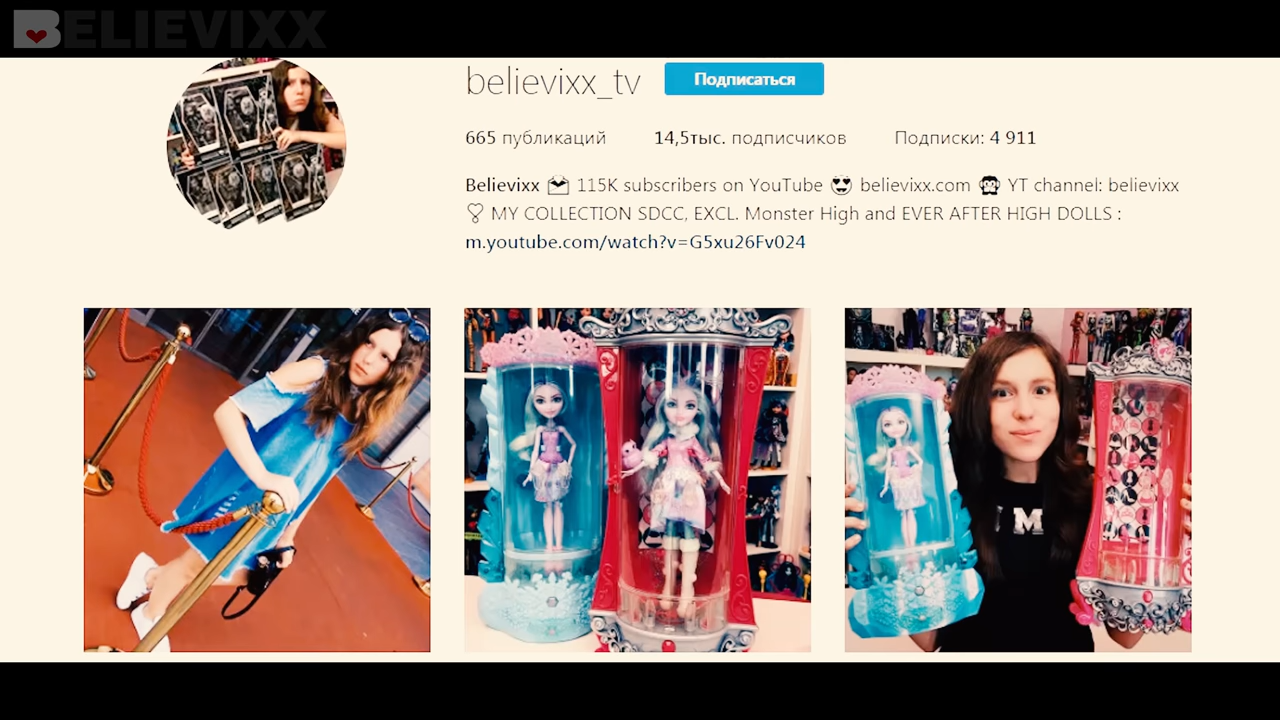 BELIEVIXX
believixx_tv Подписаться
665 публикаций 14,5тыс. подписчиков Подписки: 4 911
Believixx 115K subscribers on YouTube believixx.com YT channel: believixx
MY COLLECTION SDCC, EXCL. Monster High and EVER AFTER HIGH DOLLS :
m.youtube.com/watch?v=G5xu26Fv024
M